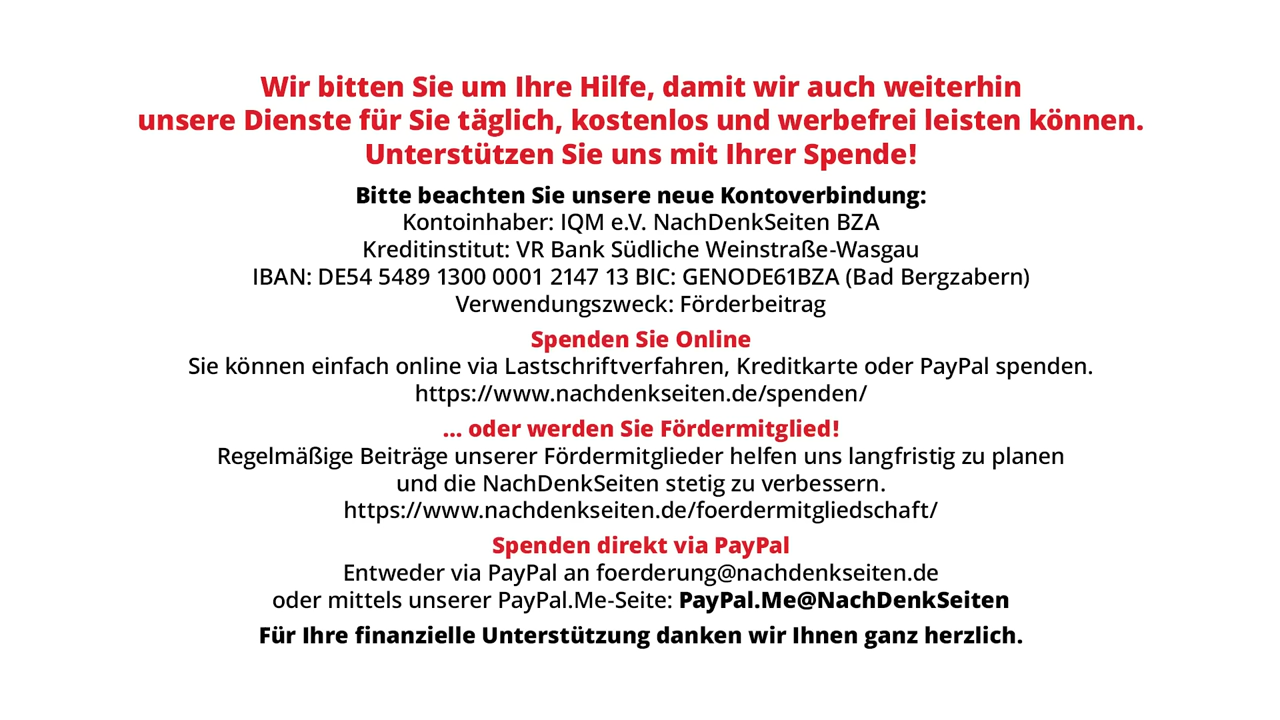 Wir bitten Sie um Ihre Hilfe, damit wir auch weiterhin
unsere Dienste für Sie täglich, kostenlos und werbefrei leisten können.
Unterstützen Sie uns mit Ihrer Spende!
Bitte beachten Sie unsere neue Kontoverbindung:
Kontoinhaber: IQM e.V. NachDenkSeiten BZA
Kreditinstitut: VR Bank Südliche Weinstraße-Wasgau
IBAN: DE54 5489 1300 0001 2147 13 BIC: GENODE61BZA (Bad Bergzabern)
Verwendungszweck: Förderbeitrag
Spenden Sie Online
Sie können einfach online via Lastschriftverfahren, Kreditkarte oder PayPal spenden.
https://www.nachdenkseiten.de/spenden/
... oder werden Sie Fördermitglied!
Regelmäßige Beiträge unserer Fördermitglieder helfen uns langfristig zu planen
und die NachDenkSeiten stetig zu verbessern.
https://www.nachdenkseiten.de/foerdermitgliedschaft/
Spenden direkt via PayPal
Entweder via PayPal an foerderung@nachdenkseiten.de
oder mittels unserer PayPal.Me-Seite: PayPal.Me@NachDenkSeiten
Für Ihre finanzielle Unterstützung danken wir Ihnen ganz herzlich.